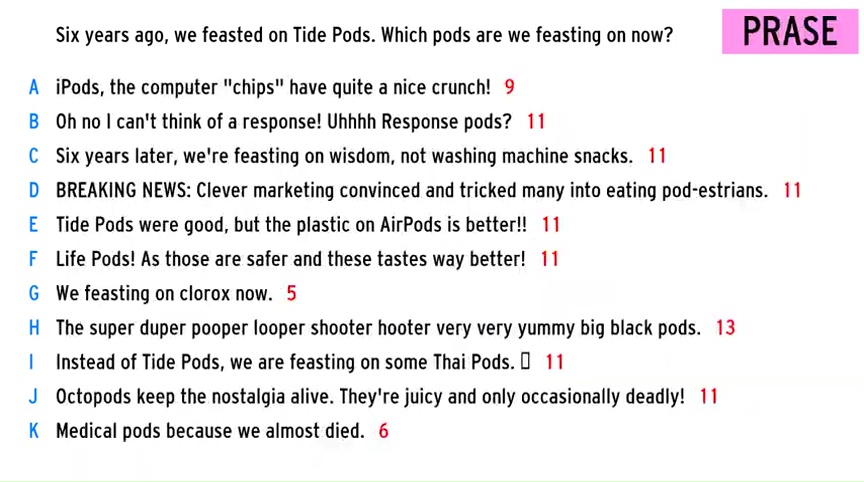 Six years ago, we feasted on Tide Pods. Which pods are we feasting on now?
PRASE
A iPods, the computer "chips" have quite a nice crunch! 9
B Oh no I can't think of a response! Uhhhh Response pods? 11
C Six years later, we're feasting on wisdom, not washing machine snacks. 11
D BREAKING NEWS: Clever marketing convinced and tricked many into eating pod-estrians. 11
E Tide Pods were good, but the plastic on AirPods is better!! 11
F Life Pods! As those are safer and these tastes way better! 11
G We feasting on clorox now. 5
H The super duper pooper looper shooter hooter very very yummy big black pods. 13
I Instead of Tide Pods, we are feasting on some Thai Pods. 11
J Octopods keep the nostalgia alive. They're juicy and only occasionally deadly! 11
K Medical pods because we almost died. 6